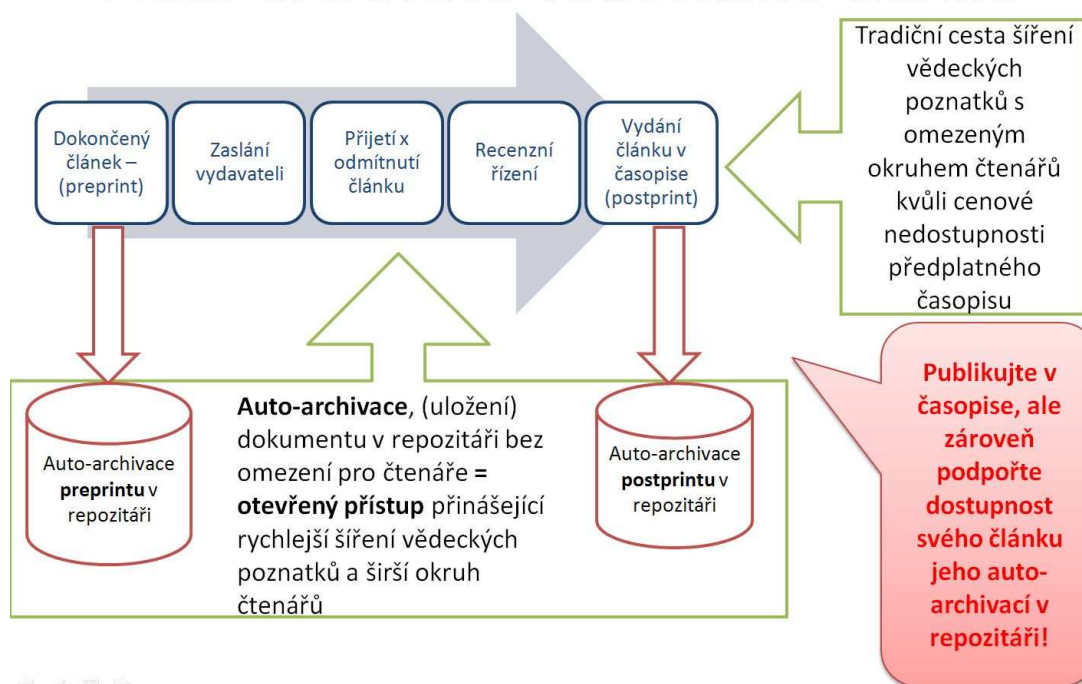 Dokončený
článek –
(preprint)
Zaslání
vydavateli
Přijetí x
odmítnutí
článku
Recenzní
řízení
Vydání
článku v
časopise
(postprint)
Tradiční cesta šíření
vědeckých
poznatků s
omezeným
okruhem čtenářů
kvůli cenové
nedostupnosti
předplatného
časopisu
Auto-archivace
preprintu v
repozitáři
Auto-archivace, (uložení)
dokumentu v repozitáři bez
omezení pro čtenáře =
otevřený přístup přinášející
rychlejší šíření vědeckých
poznatků a širší okruh
čtenářů
Auto-archivace
postprintu v
repozitáři
Publikujte v
časopise, ale
zároveň
podpořte
dostupnost
svého článku
jeho auto-
archivací v
repozitáři!